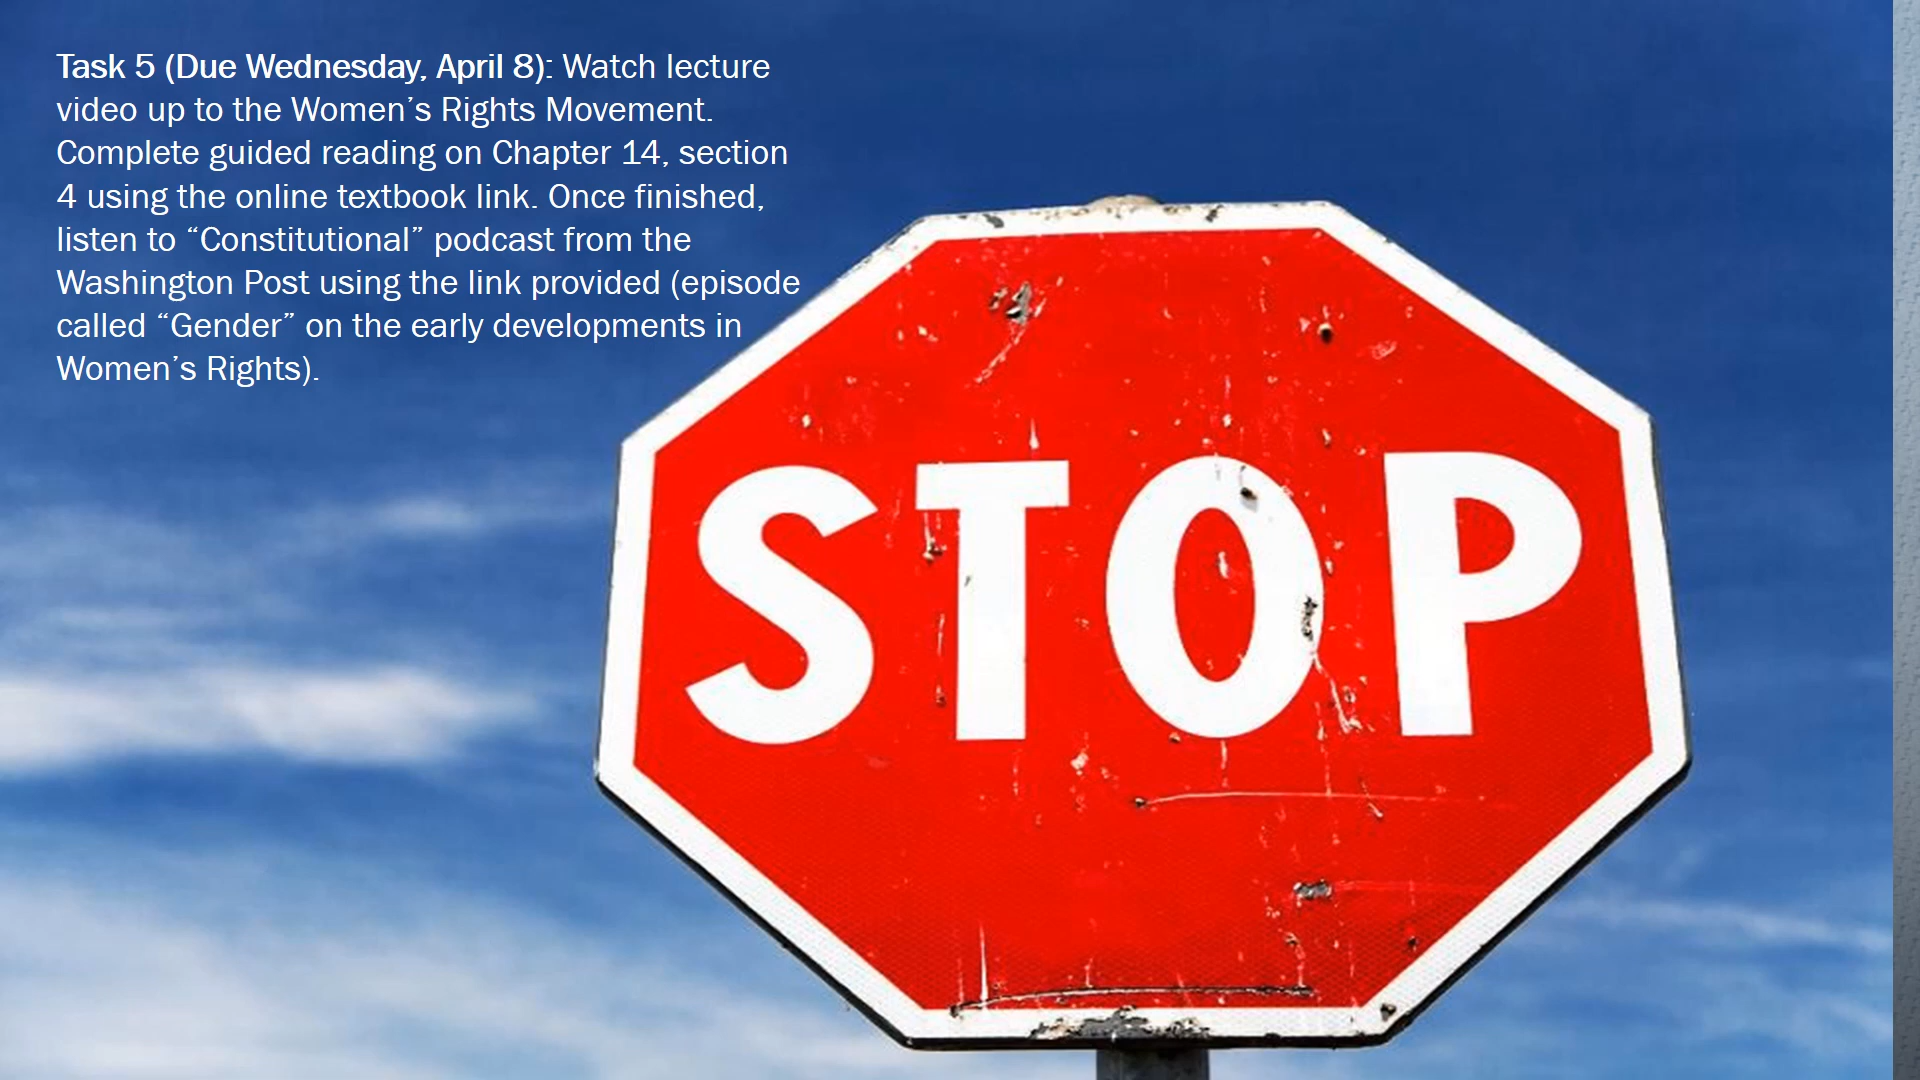 Task 5 (Due Wednesday, April 8): Watch lecture
video up to the Women’s Rights Movement.
Complete guided reading on Chapter 14, section
4 using the online textbook link. Once finished,
listen to “Constitutional” podcast from the
Washington Post using the link provided (episode
called “Gender” on the early developments in
Women’s Rights).
STOP